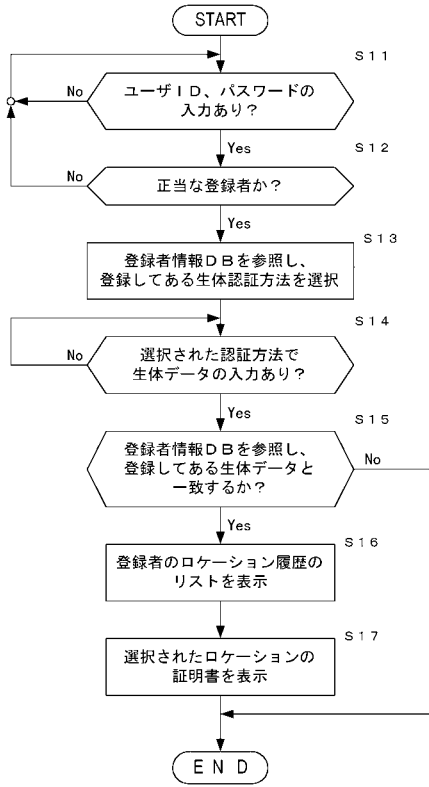 START
S11
ユーザID、パスワードの
入力あり?
No
Yes
S12
正当な登録者か?
No
Yes
S13
登録者情報DBを参照し、
登録してある生体認証方法を選択
S14
選択された認証方法で
生体データの入力あり?
No
Yes
S15
登録者情報DBを参照し、
登録してある生体データと
一致するか?
No
Yes
S16
登録者のロケーション履歴の
リストを表示
S17
選択されたロケーションの
証明書を表示
END